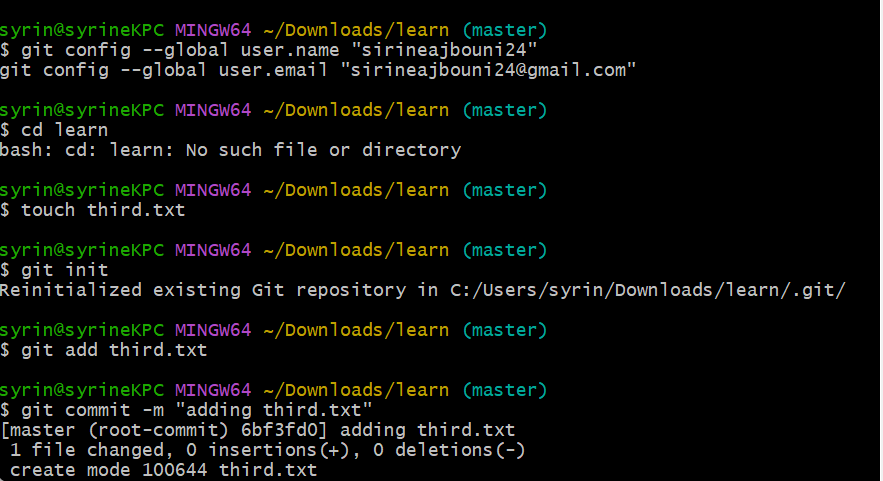 syrin@syrineKPC MINGW64 ~/Downloads/learn (master)
$ git config --global user.name "sirineajbouni24"
git config --global user.email "sirineajbouni24@gmail.com"
syrin@syrineKPC MINGW64 ~/Downloads/learn (master)
$ cd learn
bash: cd: learn: No such file or directory
syrin@syrineKPC MINGW64 ~/Downloads/learn (master)
$ touch third.txt
syrin@syrineKPC MINGW64 ~/Downloads/learn (master)
$ git init
Reinitialized existing Git repository in C:/Users/syrin/Downloads/learn/.git/
syrin@syrineKPC MINGW64 ~/Downloads/learn (master)
$ git add third.txt
syrin@syrineKPC MINGW64 ~/Downloads/learn (master)
$ git commit -m "adding third.txt"
[master (root-commit) 6bf3fd0] adding third.txt
 1 file changed, 0 insertions(+), 0 deletions(-)
 create mode 100644 third.txt